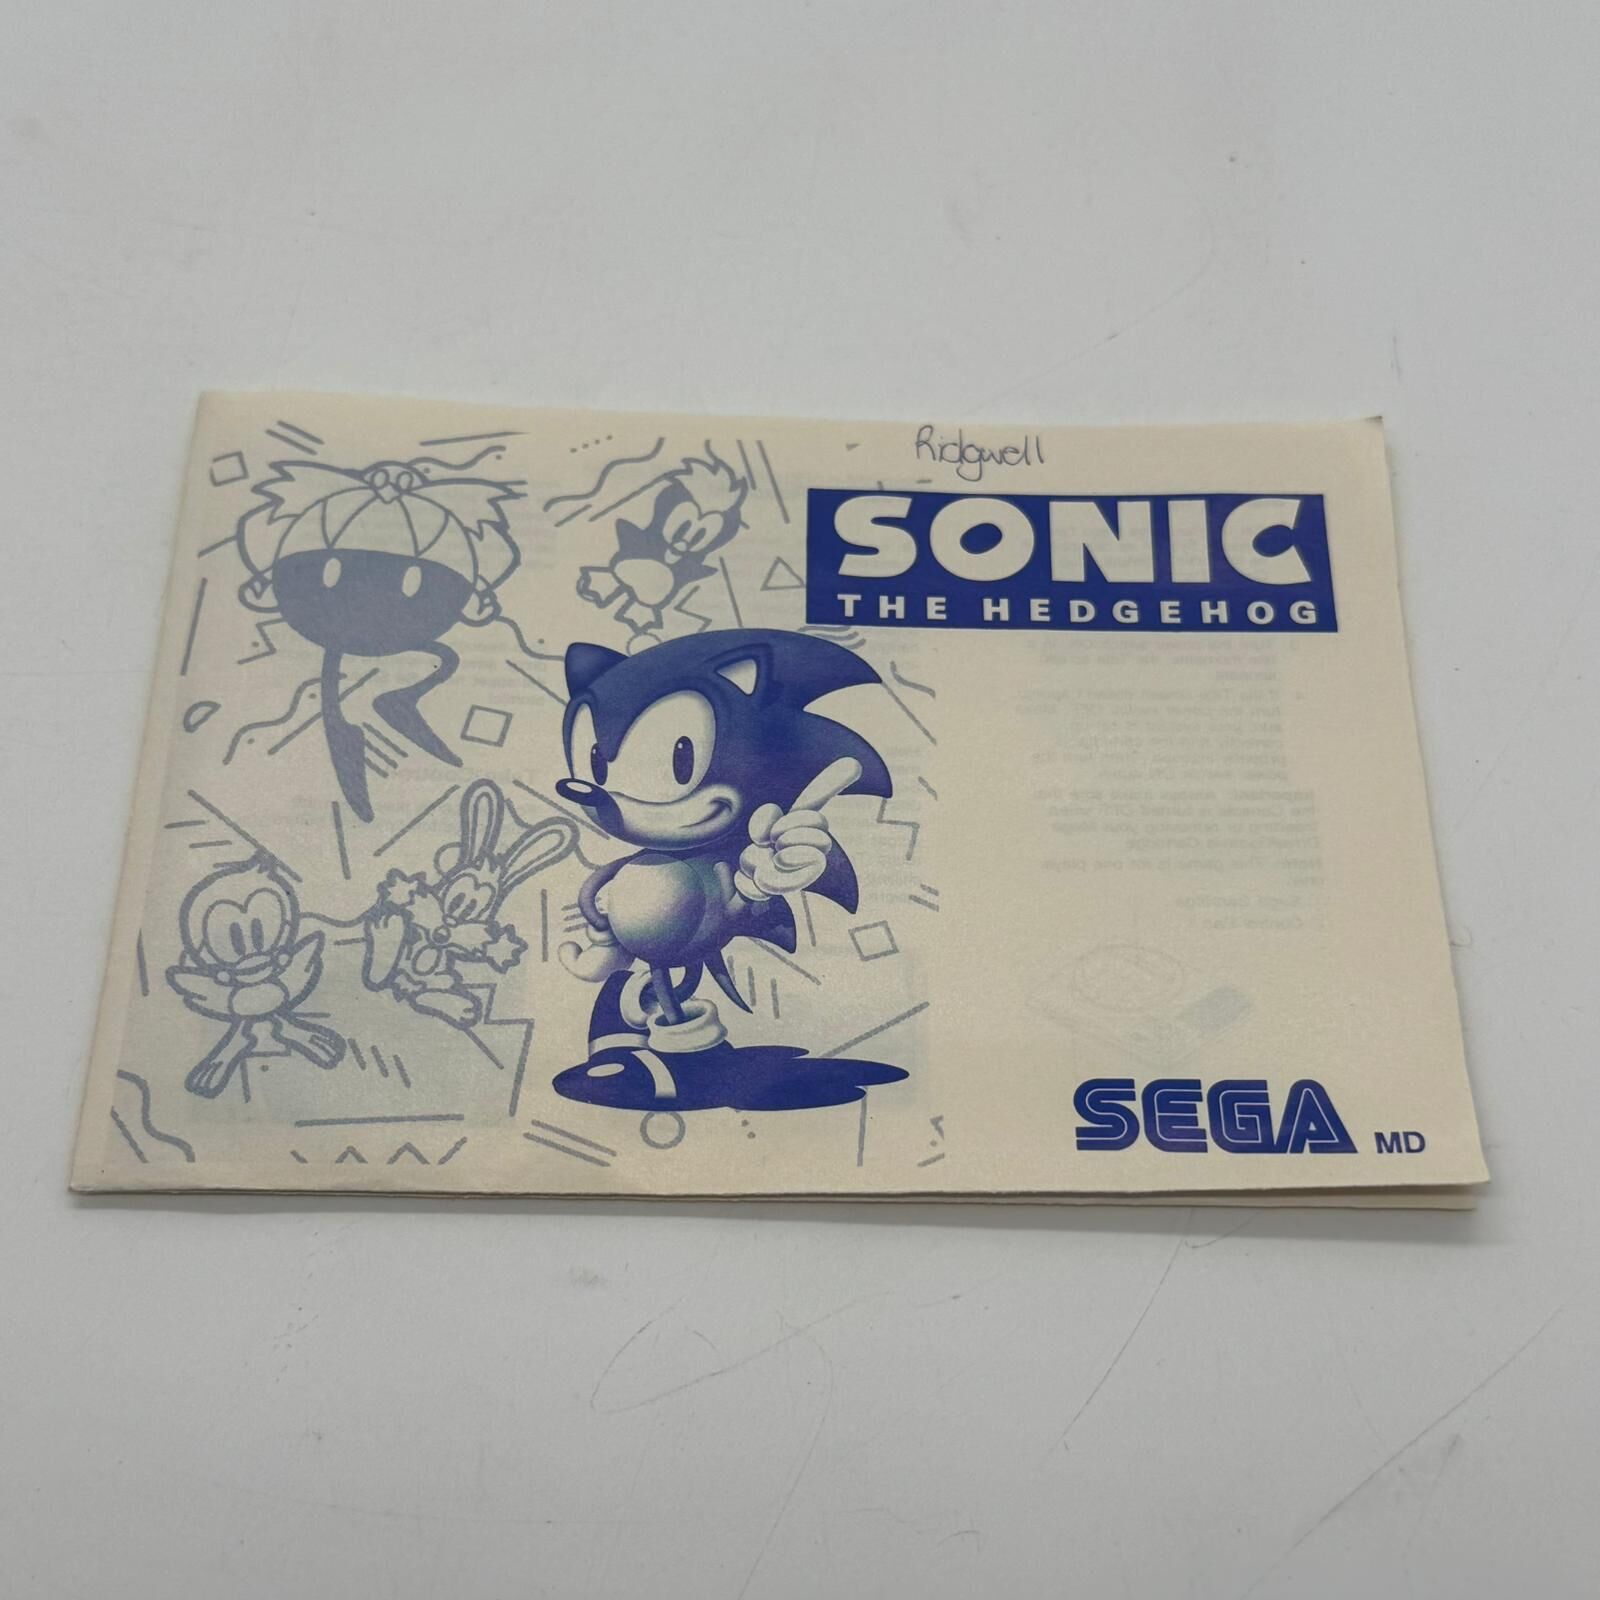 Ridgwell
SONIC
THE HEDGEHOG
SEGA MD